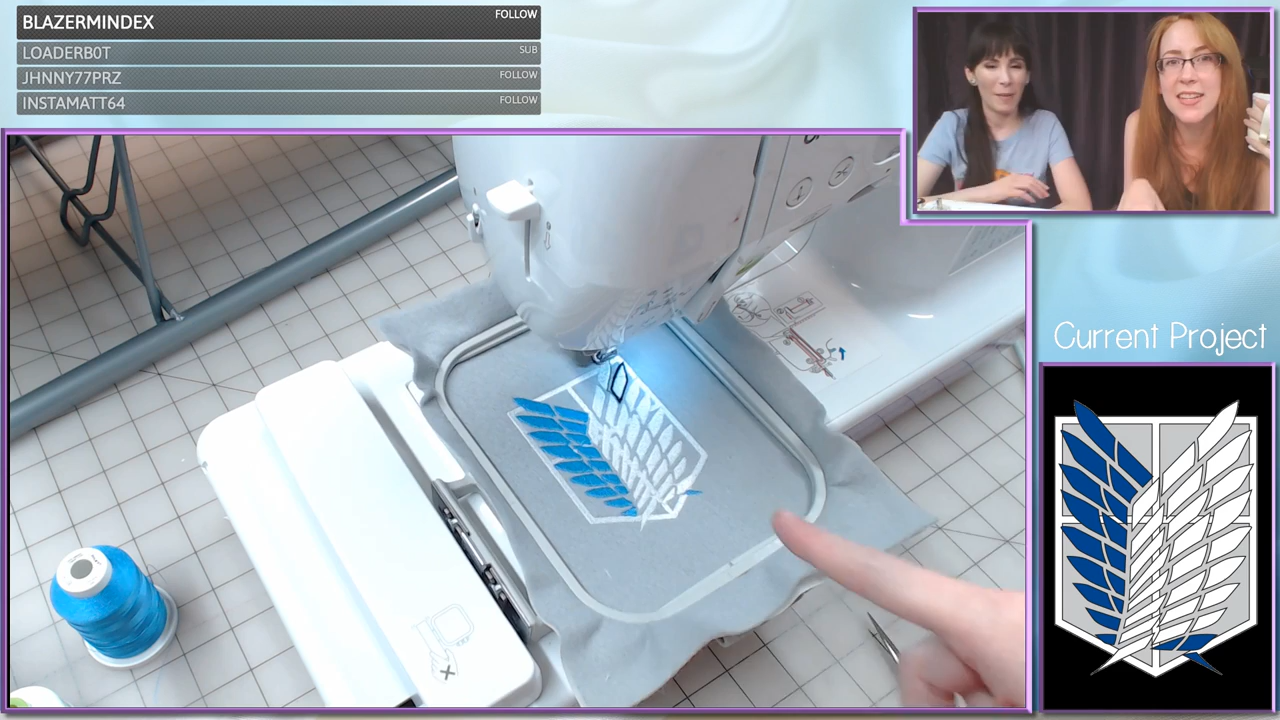 BLAZERMINDEX FOLLOW
LOADERB0T SUB
JHNNY77PRZ FOLLOW
INSTAMATT64 FOLLOW
Current Project